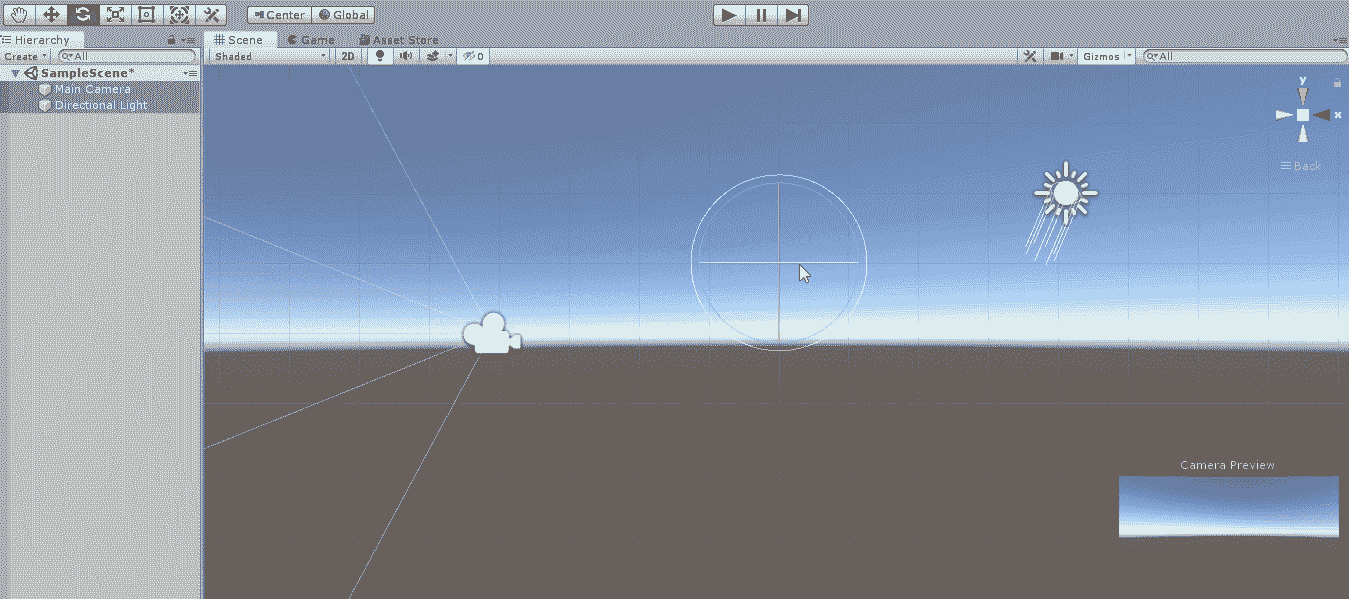 Center Global
Hierarchy
Scene Game Asset Store
Create All
Shaded 2D 0 Gizmos All
SampleScene*
Main Camera
Directional Light
y
x
Back
Camera Preview